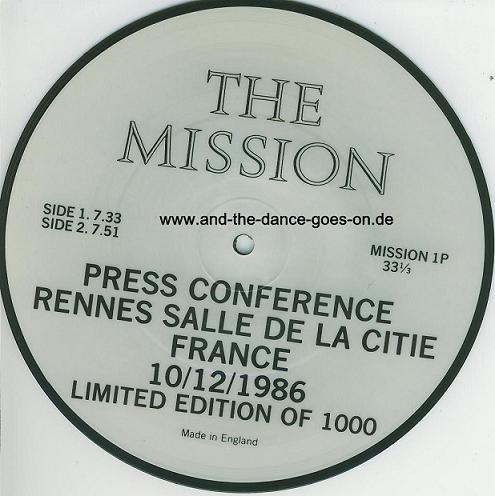 THE
MISSION
SIDE 1. 7.33
SIDE 2. 7.51
www.and-the-dance-goes-on.de
MISSION 1P
33⅓
PRESS CONFERENCE
RENNES SALLE DE LA CITIE
FRANCE
10/12/1986
LIMITED EDITION OF 1000
Made in England